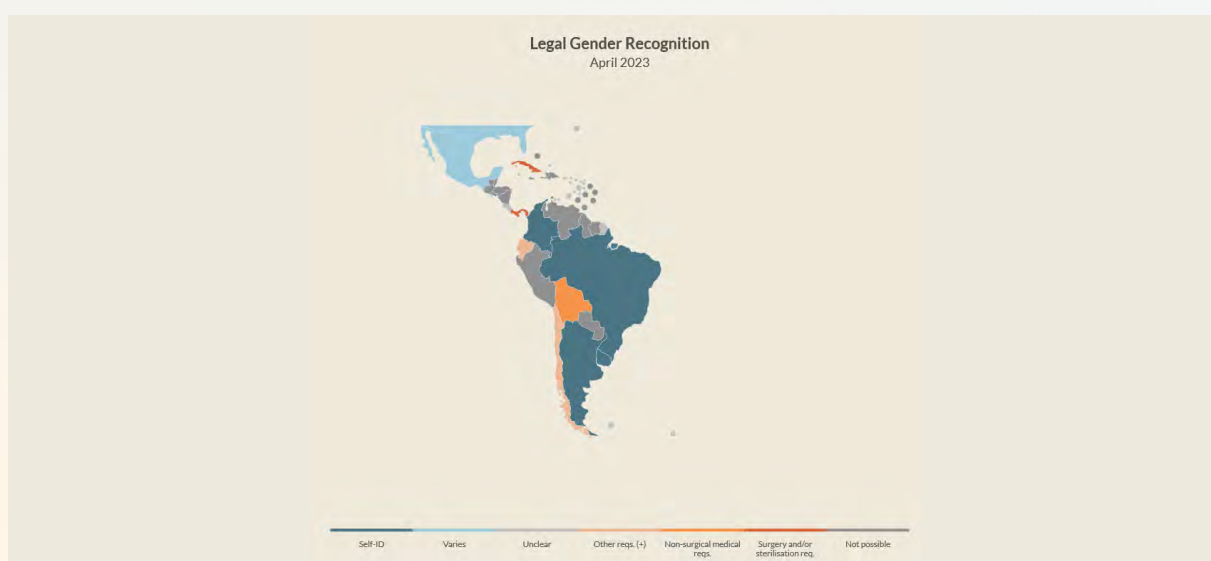 Legal Gender Recognition
April 2023
Self-ID
Varies
Unclear
Other reqs. (+)
Non-surgical medical
reqs.
Surgery and/or
sterilisation req.
Not possible